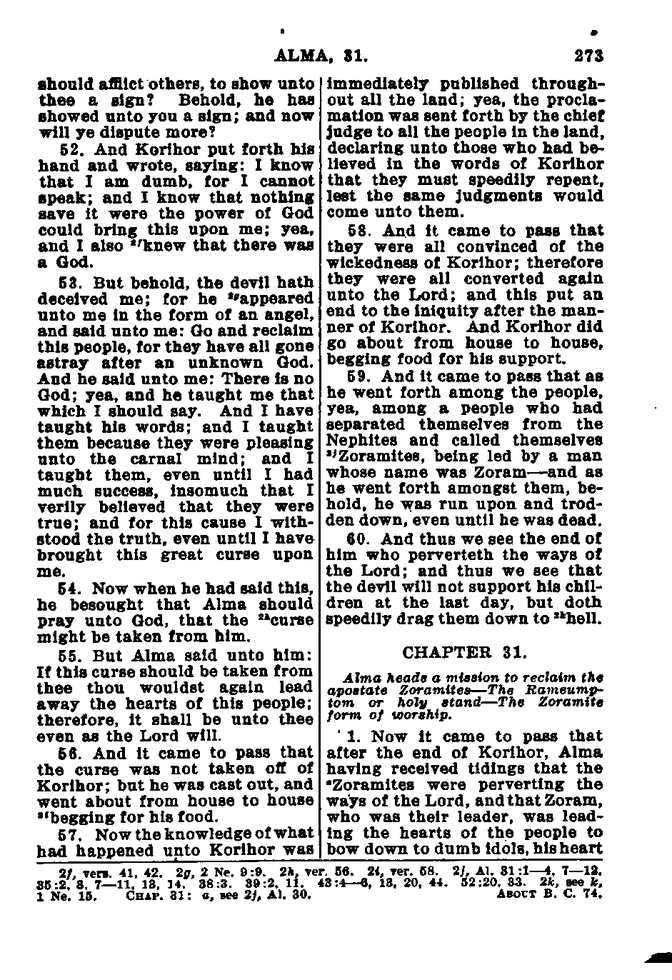 ALMA, 31.
273
should afflict others, to show unto
thee a sign? Behold, he has
showed unto you a sign; and now
will ye dispute more?
52. And Korihor put forth his
hand and wrote, saying: I know
that I am dumb, for I cannot
speak; and I know that nothing
save it were the power of God
could bring this upon me; yea,
and I also 2fknew that there was
a God.
53. But behold, the devil hath
deceived me; for he 2gappeared
unto me in the form of an angel,
and said unto me: Go and reclaim
this people, for they have all gone
astray after an unknown God.
And he said unto me: There is no
God; yea, and he taught me that
which I should say. And I have
taught his words; and I taught
them because they were pleasing
unto the carnal mind; and I
taught them, even until I had
much success, insomuch that I
verily believed that they were
true; and for this cause I with-
stood the truth, even until I have
brought this great curse upon
me.
54. Now when he had said this,
he besought that Alma should
pray unto God, that the 2hcurse
might be taken from him.
55. But Alma said unto him:
If this curse should be taken from
thee thou wouldst again lead
away the hearts of this people;
therefore, it shall be unto thee
even as the Lord will.
56. And it came to pass that
the curse was not taken off of
Korihor; but he was cast out, and
went about from house to house
2ibegging for his food.
57. Now the knowledge of what
had happened unto Korihor was
immediately published through-
out all the land; yea, the procla-
mation was sent forth by the chief
judge to all the people in the land,
declaring unto those who had be-
lieved in the words of Korihor
that they must speedily repent,
lest the same judgments would
come unto them.
58. And it came to pass that
they were all convinced of the
wickedness of Korihor; therefore
they were all converted again
unto the Lord; and this put an
end to the iniquity after the man-
ner of Korihor. And Korihor did
go about from house to house,
begging food for his support.
59. And it came to pass that as
he went forth among the people,
yea, among a people who had
separated themselves from the
Nephites and called themselves
2jZoramites, being led by a man
whose name was Zoram—and as
he went forth amongst them, be-
hold, he was run upon and trod-
den down, even until he was dead.
60. And thus we see the end of
him who perverteth the ways of
the Lord; and thus we see that
the devil will not support his chil-
dren at the last day, but doth
speedily drag them down to 2khell.
CHAPTER 31.
Alma heads a mission to reclaim the
apostate Zoramites—The Rameump-
tom or holy stand—The Zoramite
form of worship.
1. Now it came to pass that
after the end of Korihor, Alma
having received tidings that the
aZoramites were perverting the
ways of the Lord, and that Zoram,
who was their leader, was lead-
ing the hearts of the people to
bow down to dumb idols, his heart
2f, vers. 41, 42. 2g, 2 Ne. 9:9. 2h, ver. 56. 2i, ver. 58. 2j, Al. 31:1—4, 7—12,
35:2, 8, 7—11, 13, 14. 38:3. 39:2, 11. 43:4—6, 13, 20, 44. 52:20, 33. 2k, see k,
1 Ne. 15. CHAP. 31: a, see 2j, Al. 30. ABOUT B. C. 74.